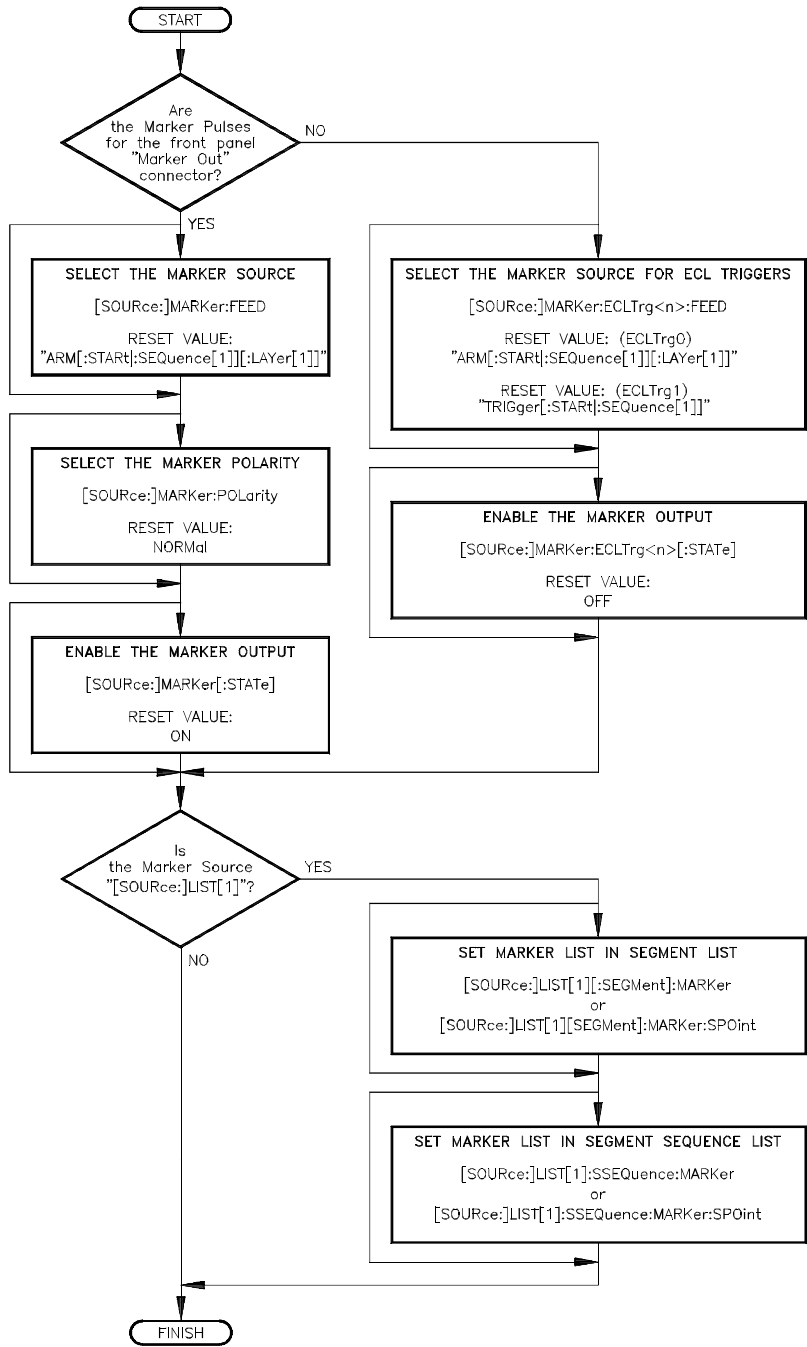 START
Are
the Marker Pulses
for the front panel
"Marker Out"
connector?
NO
YES
SELECT THE MARKER SOURCE
[SOURce:]MARKer:FEED
RESET VALUE:
"ARM[:STARt|:SEQuence[1]][:LAYer[1]]"
SELECT THE MARKER SOURCE FOR ECL TRIGGERS
[SOURce:]MARKer:ECLTrg<n>:FEED
RESET VALUE: (ECLTrg0)
"ARM[:STARt|:SEQuence[1]][:LAYer[1]]"
RESET VALUE: (ECLTrg1)
"TRIGger[:STARt|:SEQuence[1]]"
SELECT THE MARKER POLARITY
[SOURce:]MARKer:POLarity
RESET VALUE:
NORMal
ENABLE THE MARKER OUTPUT
[SOURce:]MARKer:ECLTrg<n>[:STATe]
RESET VALUE:
OFF
ENABLE THE MARKER OUTPUT
[SOURce:]MARKer[:STATe]
RESET VALUE:
ON
Is
the Marker Source
"[SOURce:]LIST[1]"?
YES
NO
SET MARKER LIST IN SEGMENT LIST
[SOURce:]LIST[1][:SEGMent]:MARKer
or
[SOURce:]LIST[1][SEGMent]:MARKer:SPOint
SET MARKER LIST IN SEGMENT SEQUENCE LIST
[SOURce:]LIST[1]:SSEQuence:MARKer
or
[SOURce:]LIST[1]:SSEQuence:MARKer:SPOint
FINISH